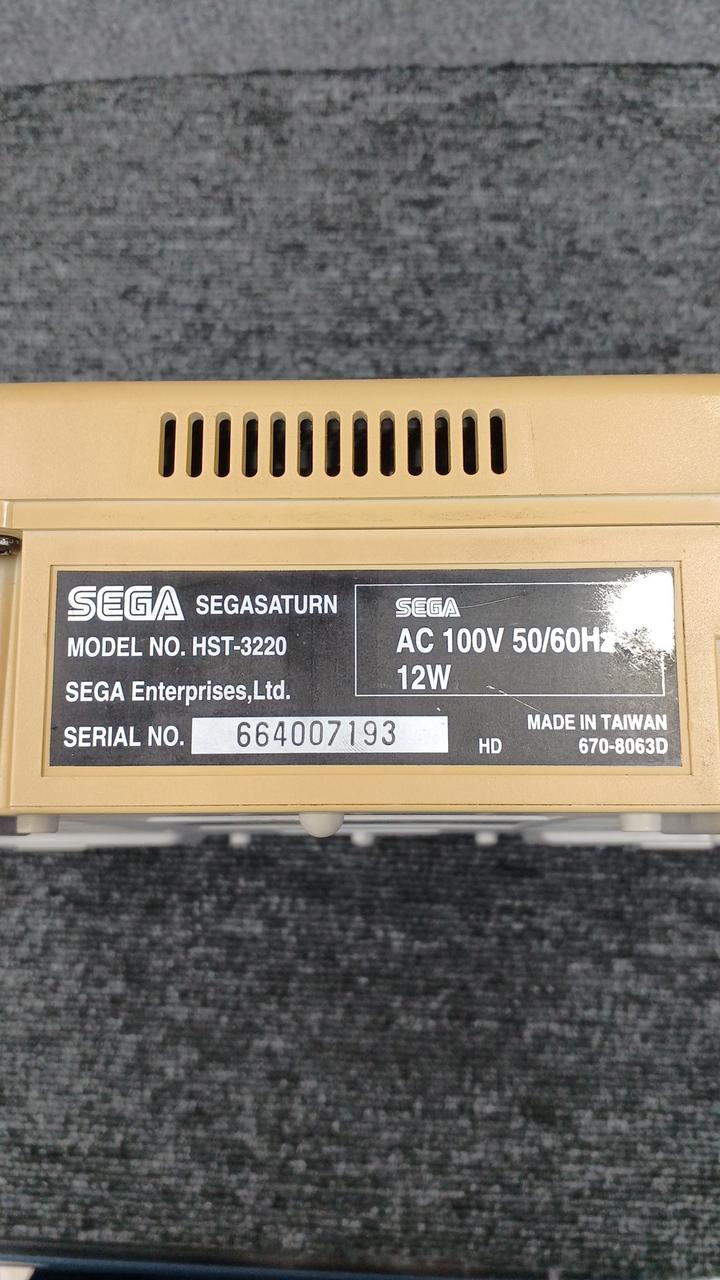 SEGA SEGASATURN
MODEL NO. HST-3220
SEGA Enterprises,Ltd.
SERIAL NO. 664007193
SEGA
AC 100V 50/60Hz
12W
HD
MADE IN TAIWAN
670-8063D